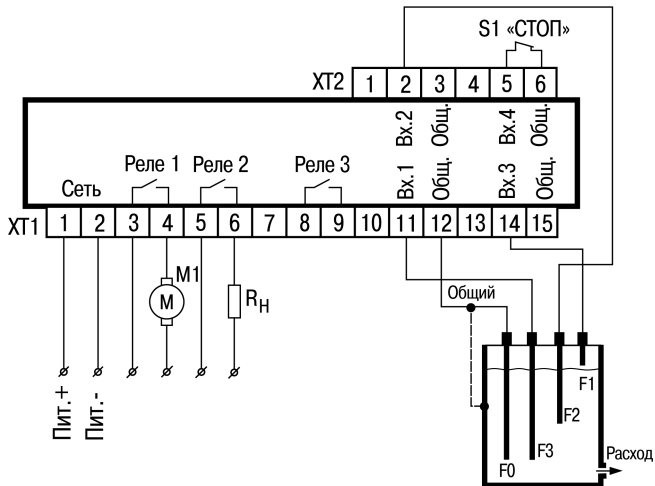 S1 «СТОП»
XT2 1 2 3 4 5 6
Вх.2 Общ. Вх.4 Общ.
Реле 1 Реле 2 Реле 3
Вх.1 Общ. Вх.3 Общ.
Сеть
XT1 1 2 3 4 5 6 7 8 9 10 11 12 13 14 15
M1
M
RН
Общий
Пит.+ Пит.-
F1
F2
F3
F0
Расход